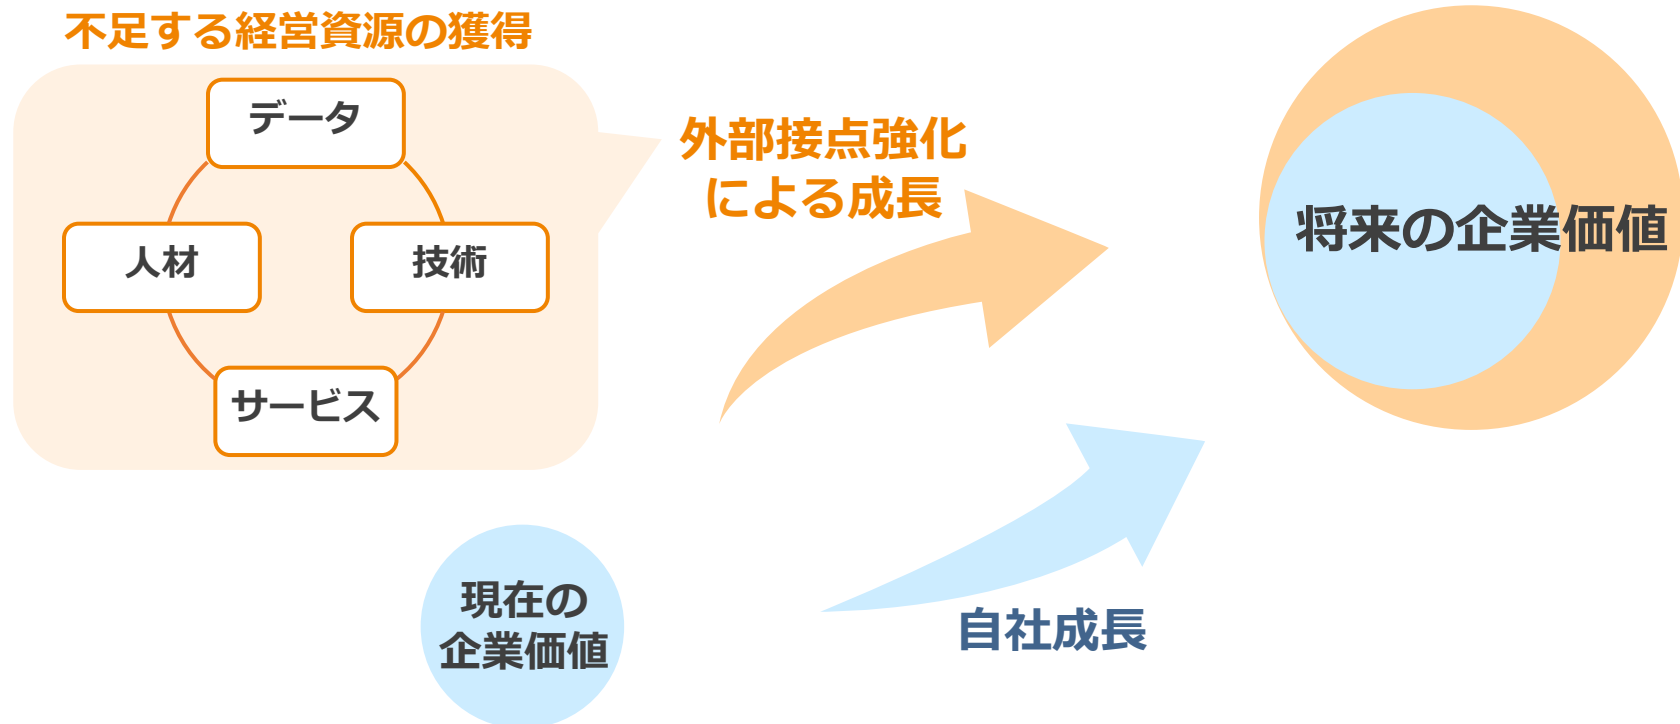 不足する経営資源の獲得
データ
人材
技術
サービス
外部接点強化
による成長
将来の企業価値
現在の
企業価値
自社成長